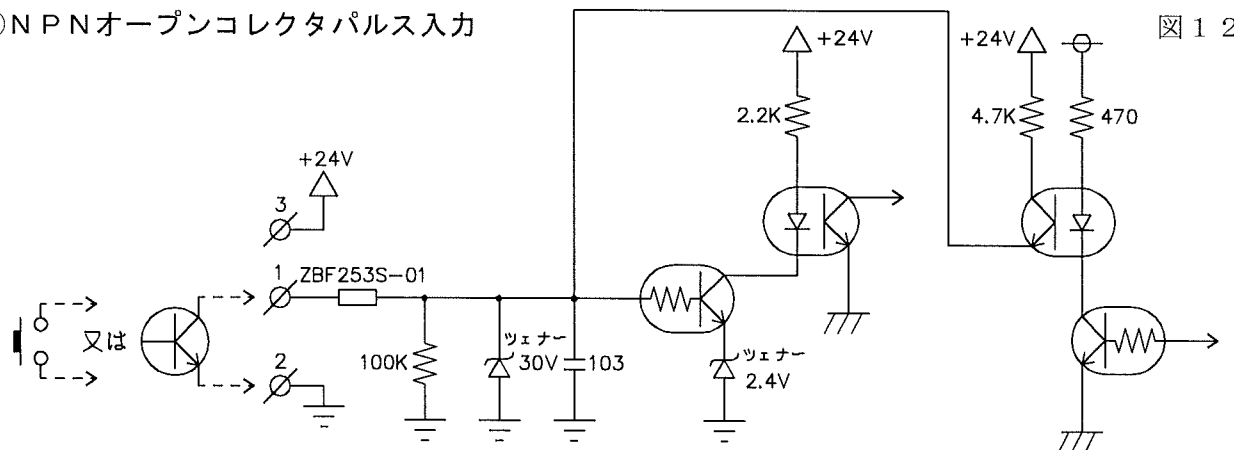 NPNオープンコレクタパルス入力
図12
+24V
+24V
2.2K
4.7K
470
+24V
3
1
ZBF253S-01
又は
2
100K
ツェナー
30V
103
ツェナー
2.4V